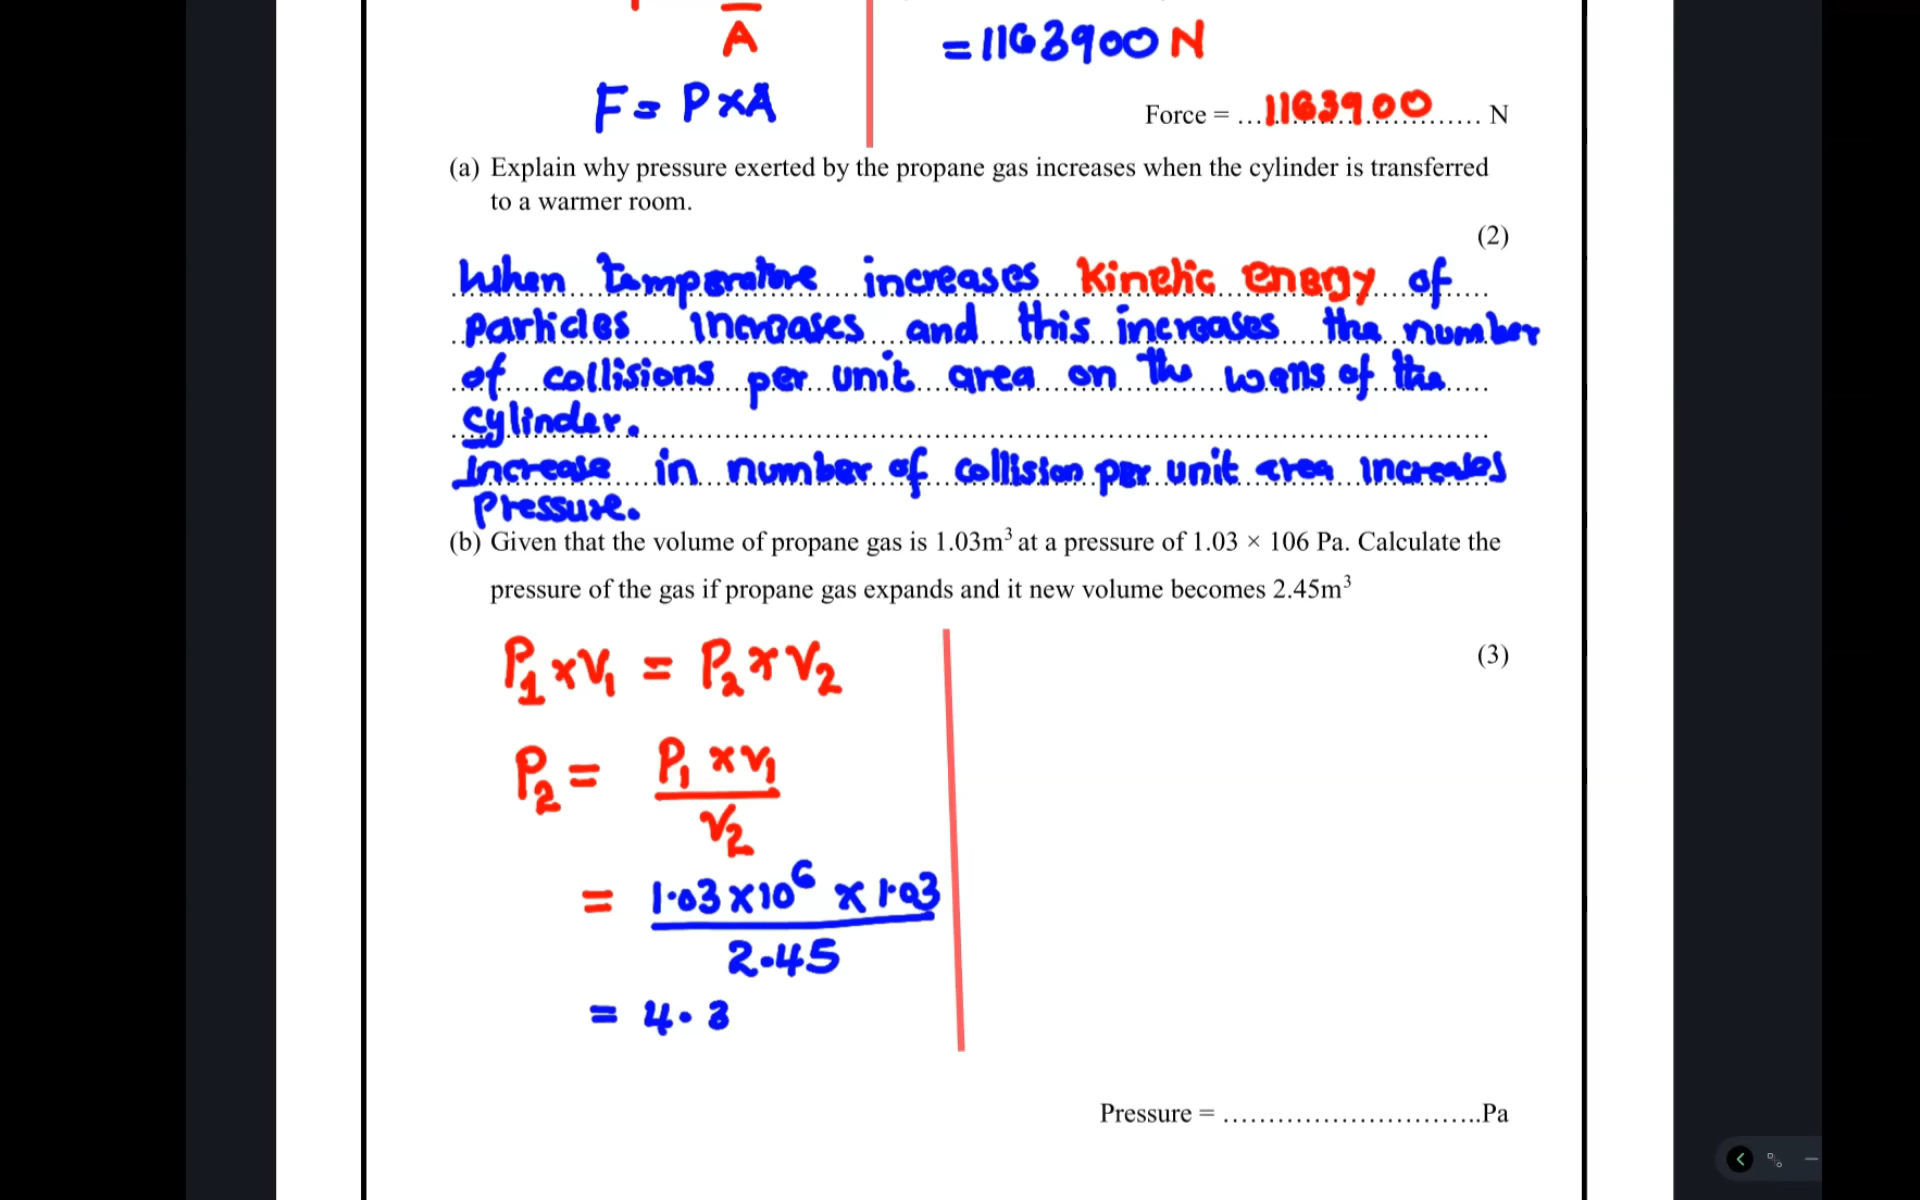 A
= 1163900 N
F = P×A
Force = ...1163900... N
(a) Explain why pressure exerted by the propane gas increases when the cylinder is transferred
to a warmer room.
(2)
When temperature increases kinetic energy of
particles increases and this increases the number
of collisions per unit area on the walls of the
cylinder.
Increase in number of collision per unit area increases
Pressure.
(b) Given that the volume of propane gas is 1.03m³ at a pressure of 1.03 × 106 Pa. Calculate the
pressure of the gas if propane gas expands and it new volume becomes 2.45m³
(3)
P₁ × V₁ = P₂ × V₂
P₂ = P₁ × V₁
V₂
= 1.03 × 10⁶ × 1.03
2.45
= 4.3
Pressure = ............................Pa